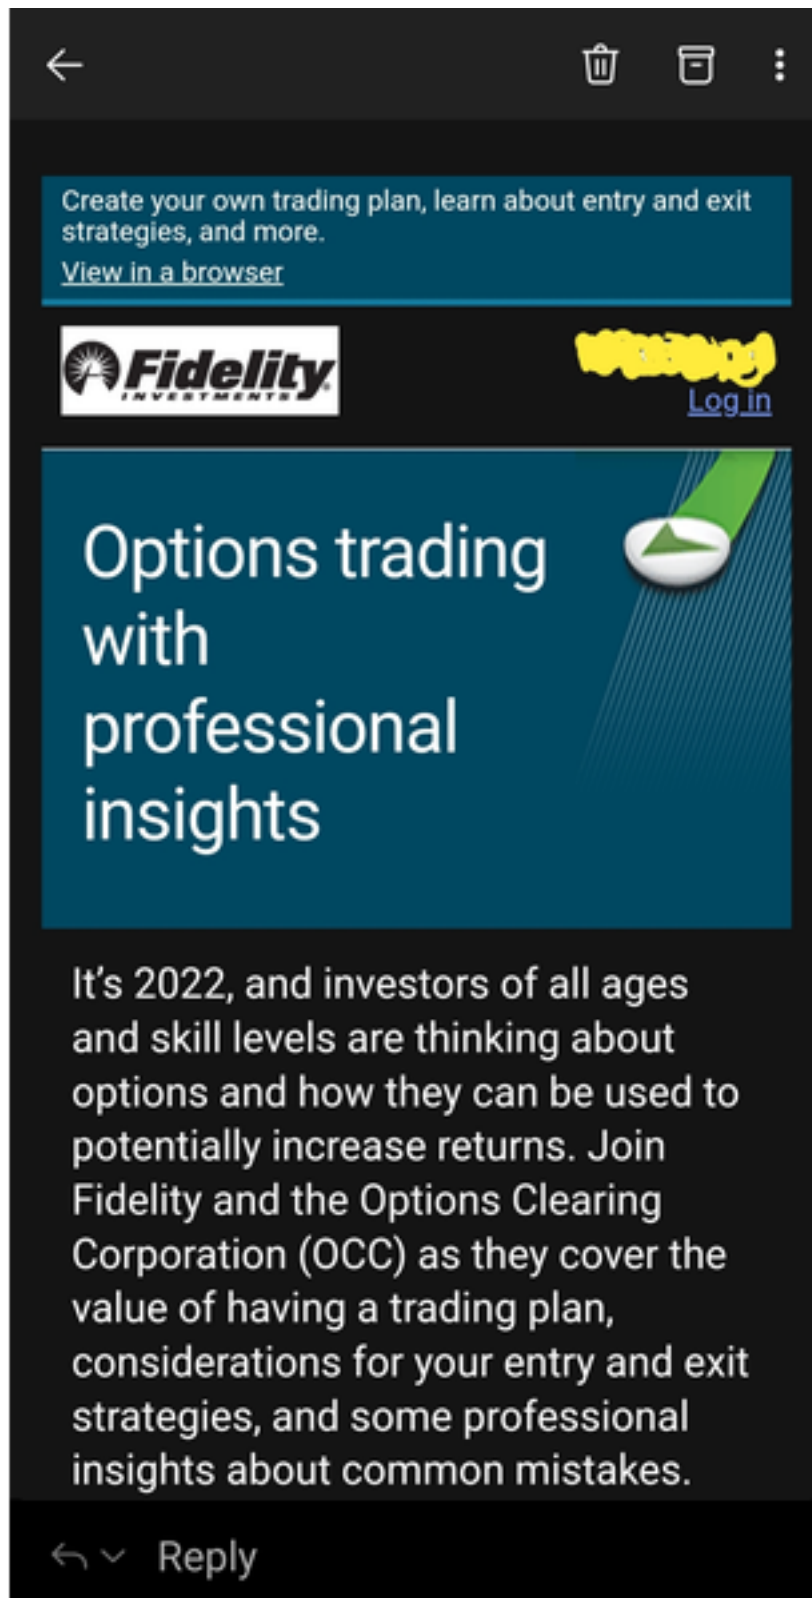 Create your own trading plan, learn about entry and exit
strategies, and more.
View in a browser
Fidelity
INVESTMENTS
Log in
Options trading
with
professional
insights
It's 2022, and investors of all ages
and skill levels are thinking about
options and how they can be used to
potentially increase returns. Join
Fidelity and the Options Clearing
Corporation (OCC) as they cover the
value of having a trading plan,
considerations for your entry and exit
strategies, and some professional
insights about common mistakes.
Reply